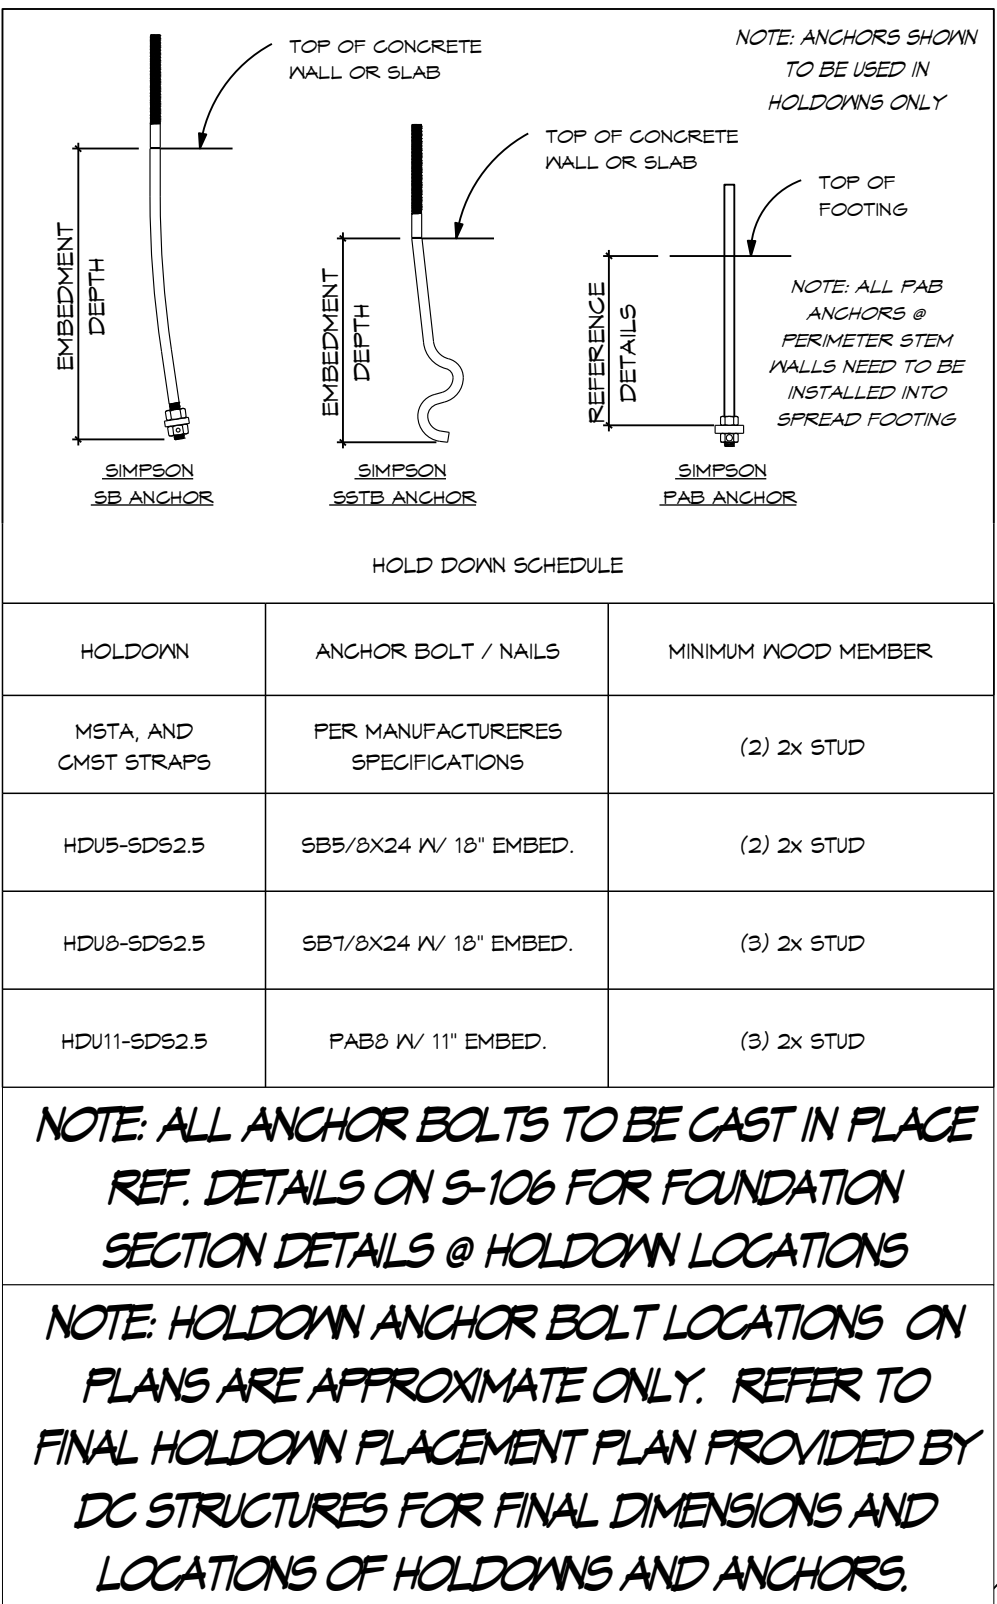 TOP OF CONCRETE
WALL OR SLAB
NOTE: ANCHORS SHOWN
TO BE USED IN
HOLDOWNS ONLY
TOP OF CONCRETE
WALL OR SLAB
TOP OF
FOOTING
EMBEDMENT
DEPTH
EMBEDMENT
DEPTH
REFERENCE
DETAILS
NOTE: ALL PAB
ANCHORS @
PERIMETER STEM
WALLS NEED TO BE
INSTALLED INTO
SPREAD FOOTING
SIMPSON
SB ANCHOR
SIMPSON
SSTB ANCHOR
SIMPSON
PAB ANCHOR
HOLD DOWN SCHEDULE
HOLDOWN
ANCHOR BOLT / NAILS
MINIMUM WOOD MEMBER
MSTA, AND
CMST STRAPS
PER MANUFACTURERES
SPECIFICATIONS
(2) 2x STUD
HDU5-SDS2.5
SB5/8X24 W/ 18" EMBED.
(2) 2x STUD
HDU8-SDS2.5
SB7/8X24 W/ 18" EMBED.
(3) 2x STUD
HDU11-SDS2.5
PAB8 W/ 11" EMBED.
(3) 2x STUD
NOTE: ALL ANCHOR BOLTS TO BE CAST IN PLACE
REF. DETAILS ON S-106 FOR FOUNDATION
SECTION DETAILS @ HOLDOWN LOCATIONS
NOTE: HOLDOWN ANCHOR BOLT LOCATIONS ON
PLANS ARE APPROXIMATE ONLY. REFER TO
FINAL HOLDOWN PLACEMENT PLAN PROVIDED BY
DC STRUCTURES FOR FINAL DIMENSIONS AND
LOCATIONS OF HOLDOWNS AND ANCHORS.